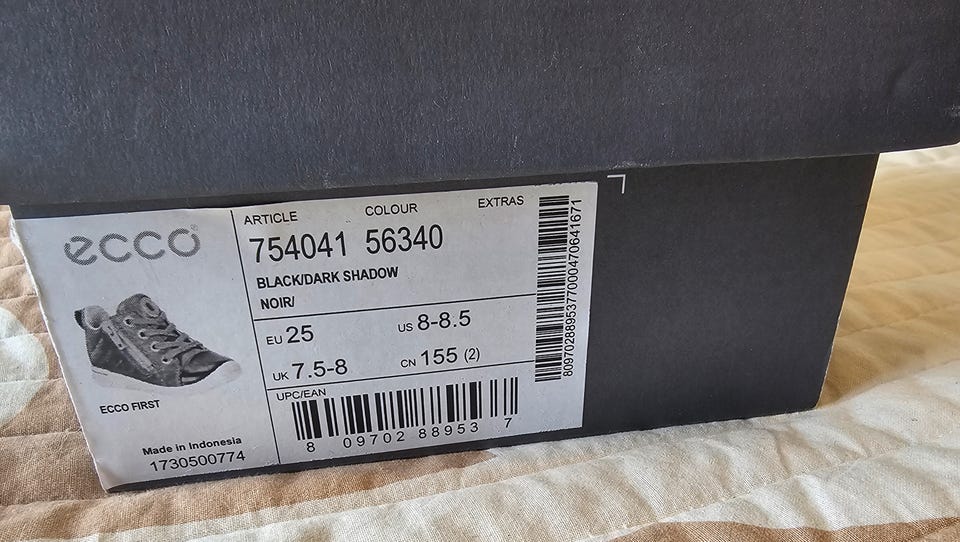 ecco
ECCO FIRST
Made in Indonesia
1730500774
ARTICLE COLOUR EXTRAS
754041 56340
BLACK/DARK SHADOW
NOIR/
EU 25 US 8-8.5
UK 7.5-8 CN 155 (2)
UPC/EAN
8 09702 88953 7
8097028895377000470641671